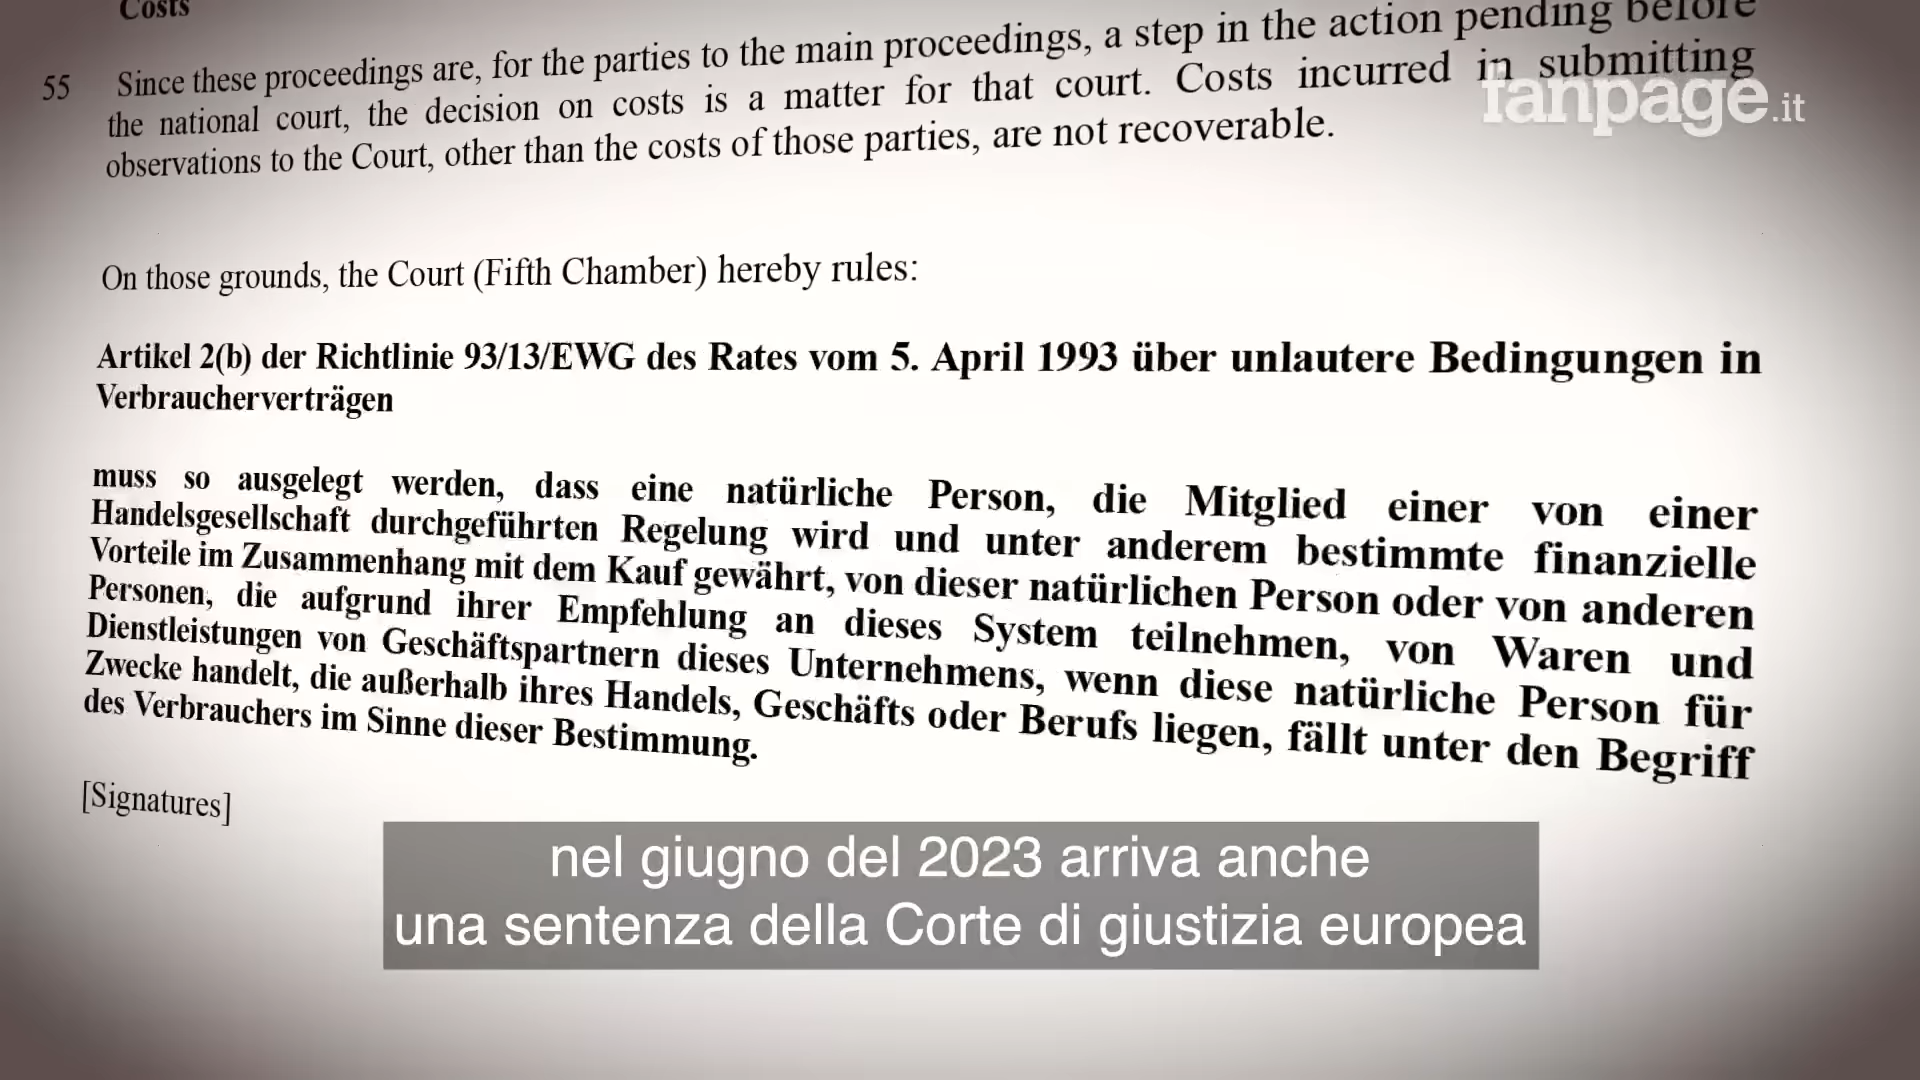 Costs
55 Since these proceedings are, for the parties to the main proceedings, a step in the action pending before
the national court, the decision on costs is a matter for that court. Costs incurred in submitting
observations to the Court, other than the costs of those parties, are not recoverable.
fanpage.it
On those grounds, the Court (Fifth Chamber) hereby rules:
Artikel 2(b) der Richtlinie 93/13/EWG des Rates vom 5. April 1993 über unlautere Bedingungen in
Verbraucherverträgen
muss so ausgelegt werden, dass eine natürliche Person, die Mitglied einer von einer
Handelsgesellschaft durchgeführten Regelung wird und unter anderem bestimmte finanzielle
Vorteile im Zusammenhang mit dem Kauf gewährt, von dieser natürlichen Person oder von anderen
Personen, die aufgrund ihrer Empfehlung an dieses System teilnehmen, von Waren und
Dienstleistungen von Geschäftspartnern dieses Unternehmens, wenn diese natürliche Person für
Zwecke handelt, die außerhalb ihres Handels, Geschäfts oder Berufs liegen, fällt unter den Begriff
des Verbrauchers im Sinne dieser Bestimmung.
[Signatures]
nel giugno del 2023 arriva anche
una sentenza della Corte di giustizia europea